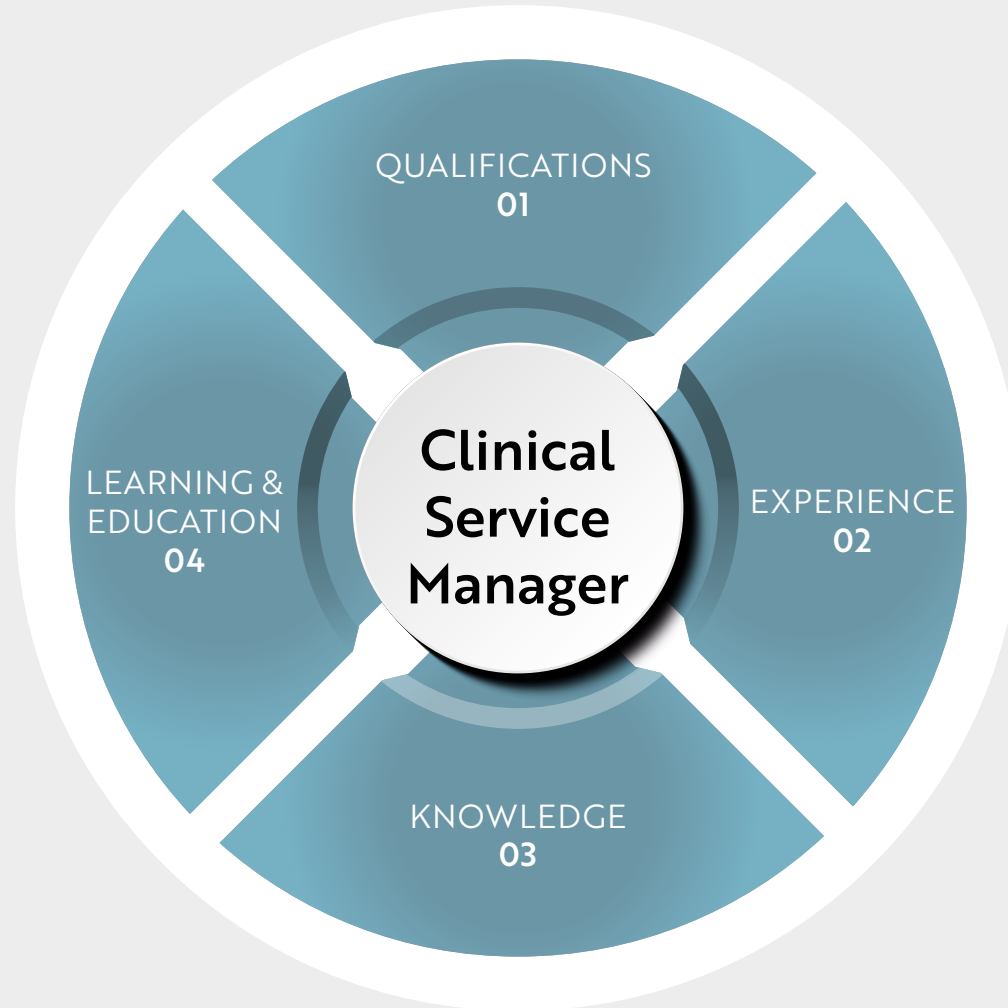 QUALIFICATIONS
01
Clinical
Service
Manager
EXPERIENCE
02
KNOWLEDGE
03
LEARNING &
EDUCATION
04